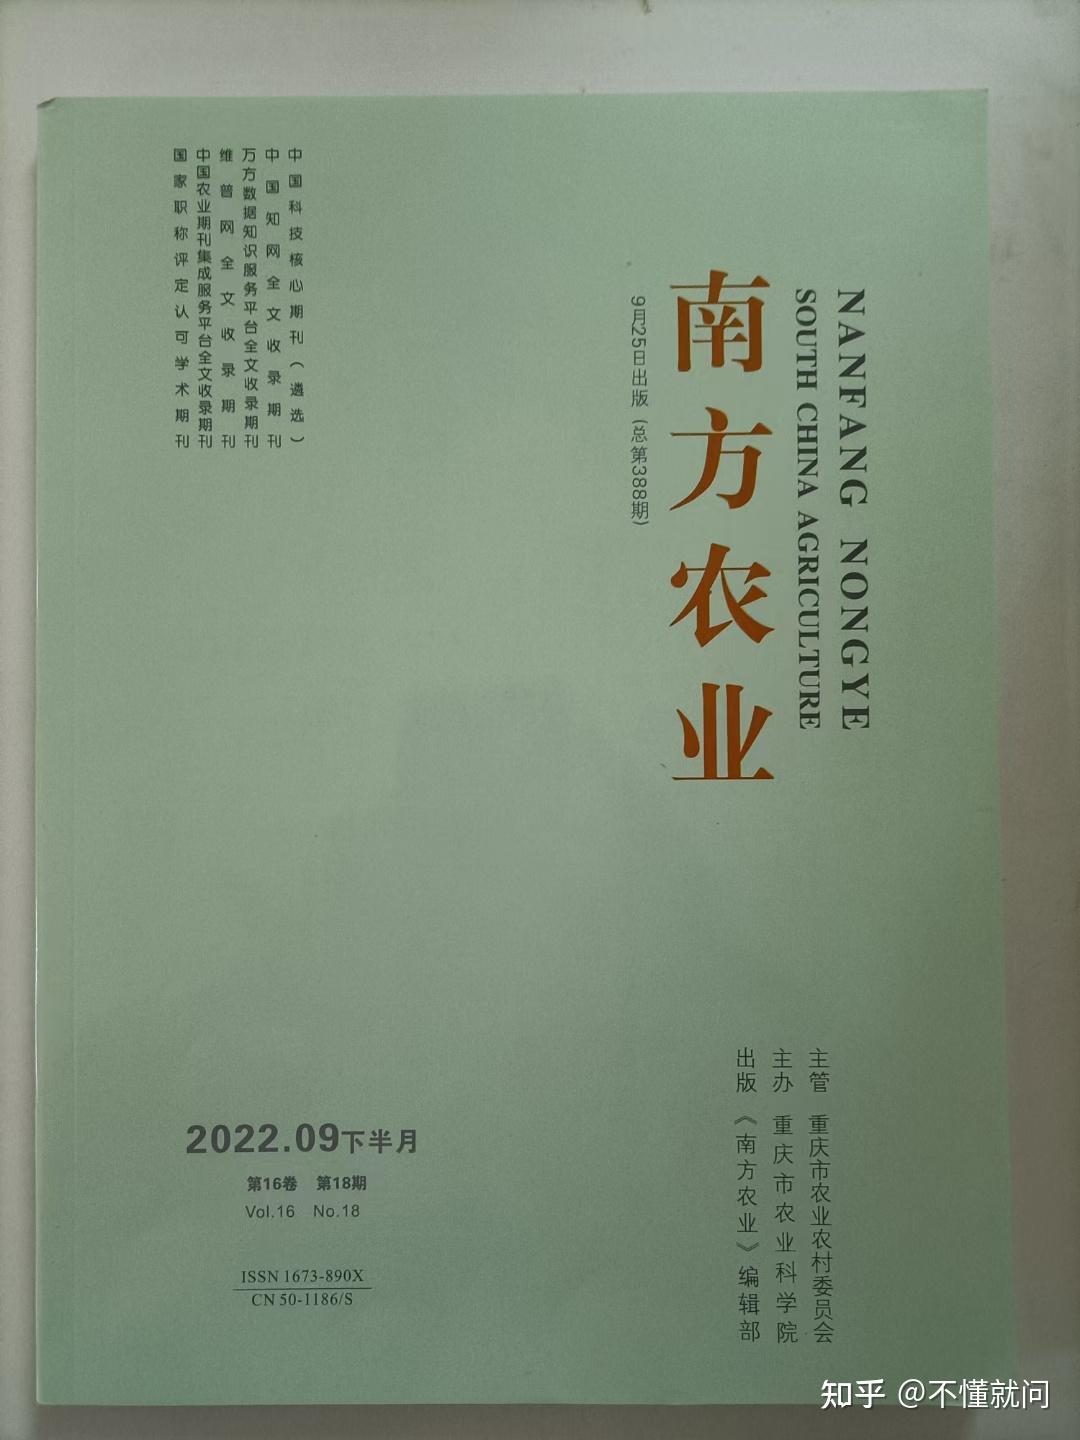 中国科技核心期刊（遴选）
中国知网全文收录期刊
万方数据知识服务平台全文收录期刊
维普网全文收录期刊
中国农业期刊集成服务平台全文收录期刊
国家职称评定认可学术期刊
NANFANG NONGYE
SOUTH CHINA AGRICULTURE
南方农业
9月25日出版（总第388期）
主管 重庆市农业农村委员会
主办 重庆市农业科学院
出版 《南方农业》编辑部
2022.09下半月
第16卷 第18期
Vol.16 No.18
ISSN 1673-890X
CN 50-1186/S
知乎 @不懂就问